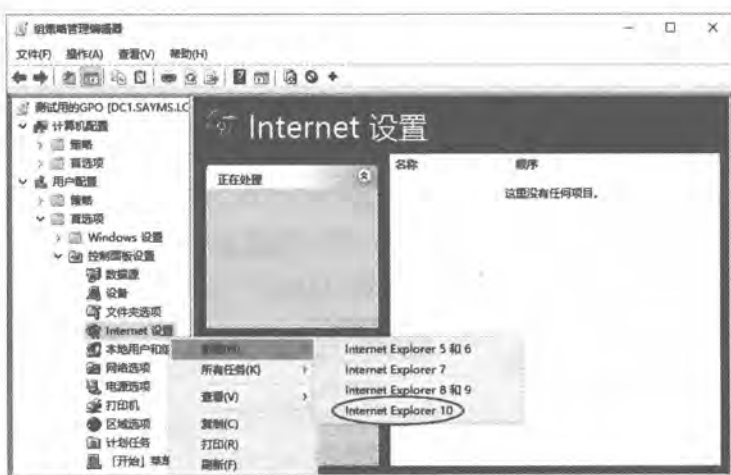 组策略管理编辑器
文件(F) 操作(A) 查看(V) 帮助(H)
测试用的GPO [DC1.SAYMS.LC
计算机配置
策略
首选项
用户配置
策略
首选项
Windows 设置
控制面板设置
数据源
设备
文件夹选项
Internet 设置
本地用户和组
网络选项
电源选项
打印机
区域选项
计划任务
[开始] 菜单
Internet 设置
正在处理
名称 顺序
这里没有任何项目。
新建(N)
所有任务(K)
查看(V)
复制(C)
打印(R)
刷新(F)
Internet Explorer 5 和 6
Internet Explorer 7
Internet Explorer 8 和 9
Internet Explorer 10